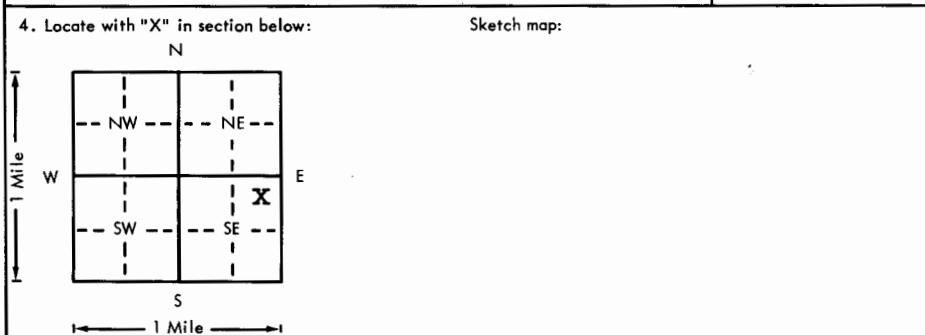 4. Locate with "X" in section below: Sketch map:
N
NW NE
1 Mile
W E
X
SW SE
S
1 Mile